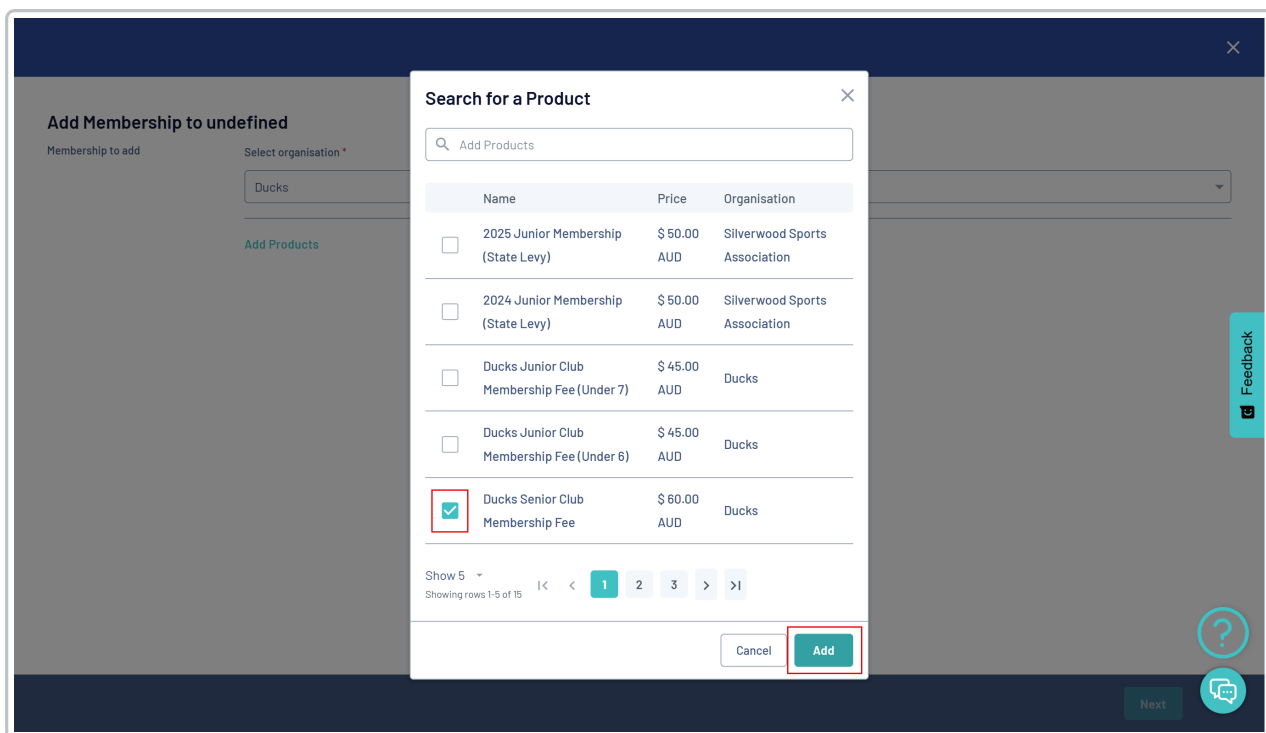 Add Membership to undefined
Membership to add
Select organisation *
Ducks
Add Products
Search for a Product
Add Products
Name Price Organisation
2025 Junior Membership $ 50.00 Silverwood Sports
(State Levy) AUD Association
2024 Junior Membership $ 50.00 Silverwood Sports
(State Levy) AUD Association
Ducks Junior Club $ 45.00
Membership Fee (Under 7) AUD Ducks
Ducks Junior Club $ 45.00
Membership Fee (Under 6) AUD Ducks
Ducks Senior Club $ 60.00
Membership Fee AUD Ducks
Show 5
Showing rows 1-5 of 15
1 2 3
Cancel Add
Feedback
?
Next